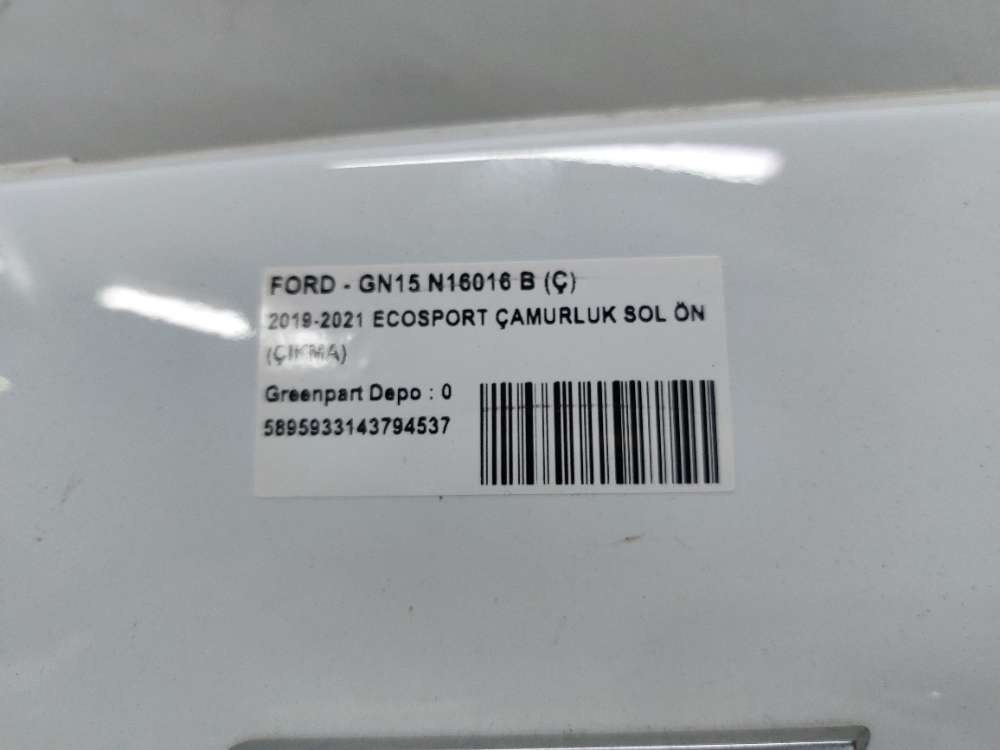 FORD - GN15 N16016 B (Ç)
2019-2021 ECOSPORT ÇAMURLUK SOL ÖN
(ÇIKMA)
Greenpart Depo : 0
5895933143794537